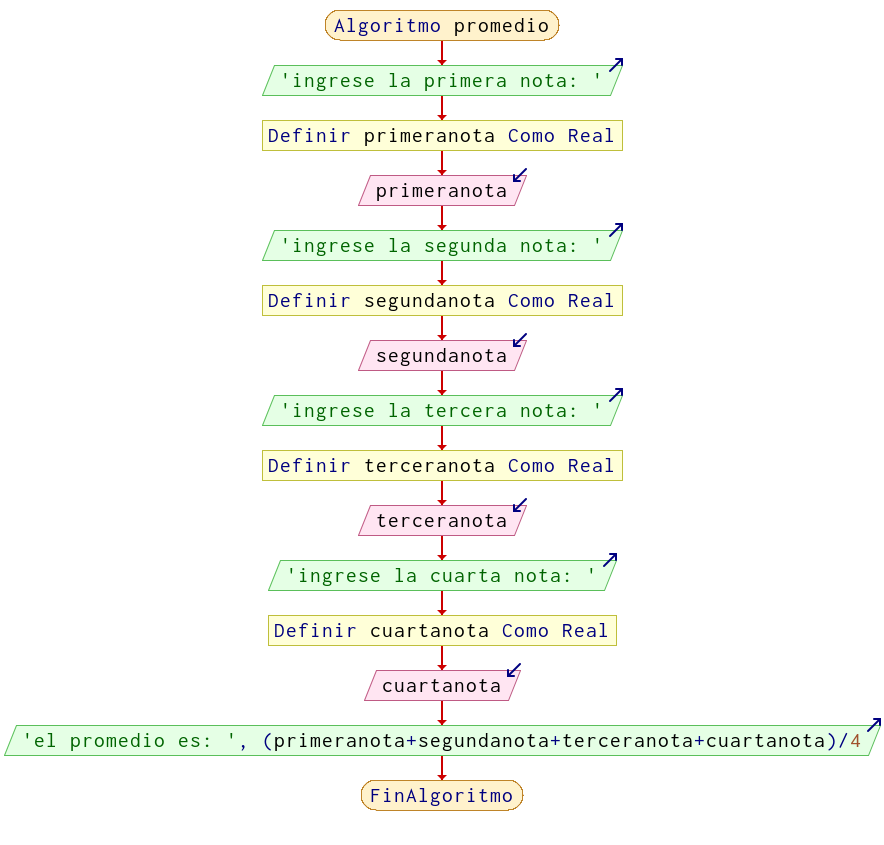 Algoritmo promedio
'ingrese la primera nota: '
Definir primeranota Como Real
primeranota
'ingrese la segunda nota: '
Definir segundanota Como Real
segundanota
'ingrese la tercera nota: '
Definir terceranota Como Real
terceranota
'ingrese la cuarta nota: '
Definir cuartanota Como Real
cuartanota
'el promedio es: ', (primeranota+segundanota+terceranota+cuartanota)/4
FinAlgoritmo